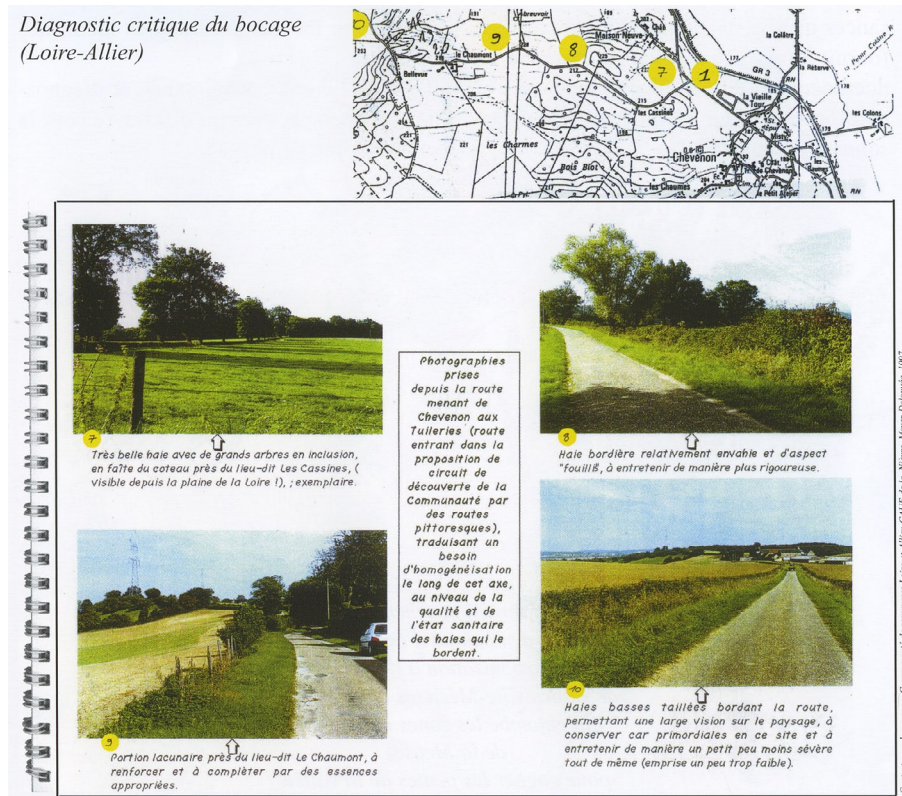 Diagnostic critique du bocage
(Loire-Allier)
9
8
7
1
le Chaumont
Bellevue
Maison Neuve
les Cassines
les Charmes
Bois Blot
les Chaumes
Chevenon
la Vieille
Tour
GR 3
RN
la Colâtre
la Réserve
les Colons
le Petit Atelier
RN
7
Très belle haie avec de grands arbres en inclusion,
en faîte du coteau près du lieu-dit Les Cassines, (
visible depuis la plaine de la Loire !), ; exemplaire.
8
Haie bordière relativement envahie et d'aspect
"fouillis", à entretenir de manière plus rigoureuse.
Photographies
prises
depuis la route
menant de
Chevenon aux
Tuileries (route
entrant dans la
proposition de
circuit de
découverte de la
Communauté par
des routes
pittoresques),
traduisant un
besoin
d'homogénéisation
le long de cet axe,
au niveau de la
qualité et de
l'état sanitaire
des haies qui le
bordent.
9
Portion lacunaire près du lieu-dit Le Chaumont, à
renforcer et à complèter par des essences
appropriées.
10
Haies basses taillées bordant la route,
permettant une large vision sur le paysage, à
conserver car primordiales en ce site et à
entretenir de manière un petit peu moins sévère
tout de même (emprise un peu trop faible).